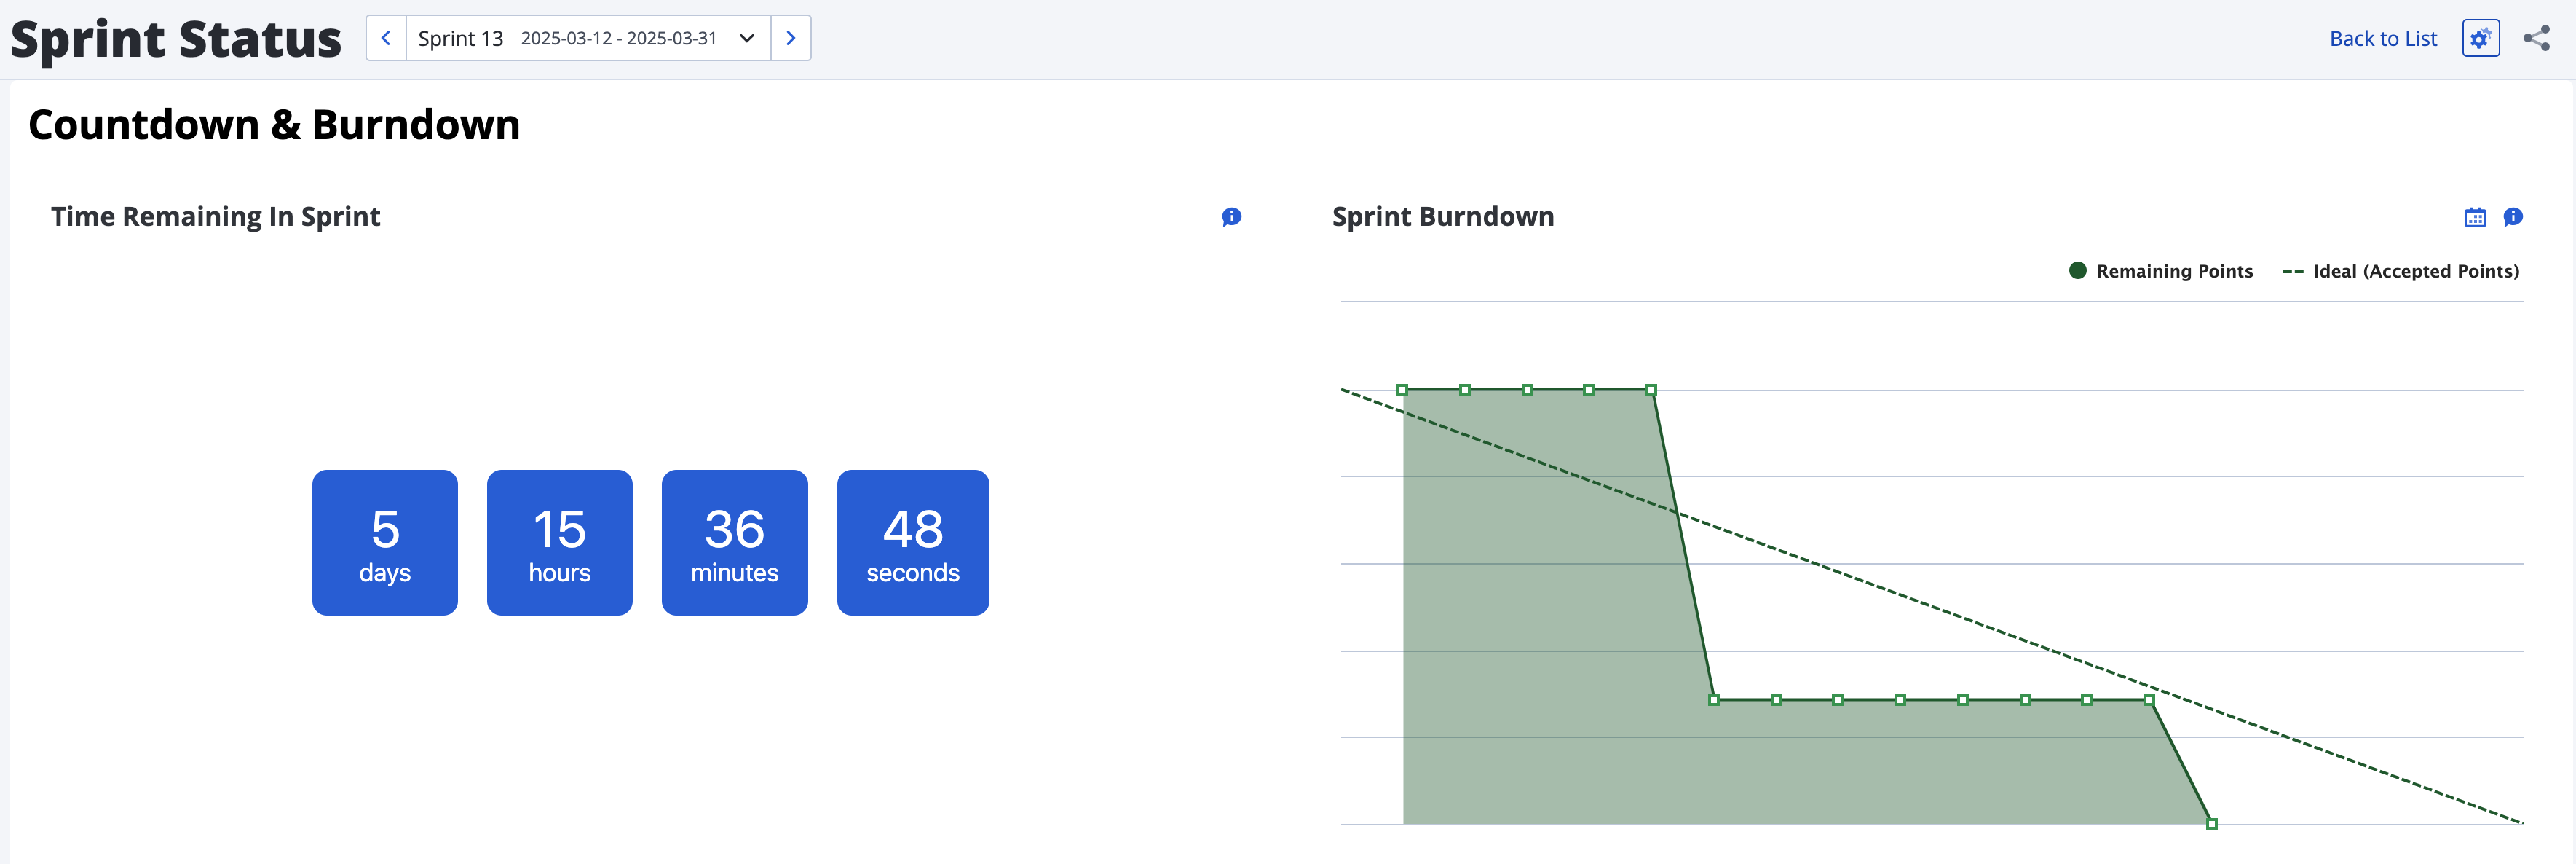 Sprint Status
Sprint 13 2025-03-12 - 2025-03-31
Back to List
Countdown & Burndown
Time Remaining In Sprint
5
days
15
hours
36
minutes
48
seconds
Sprint Burndown
Remaining Points
Ideal (Accepted Points)